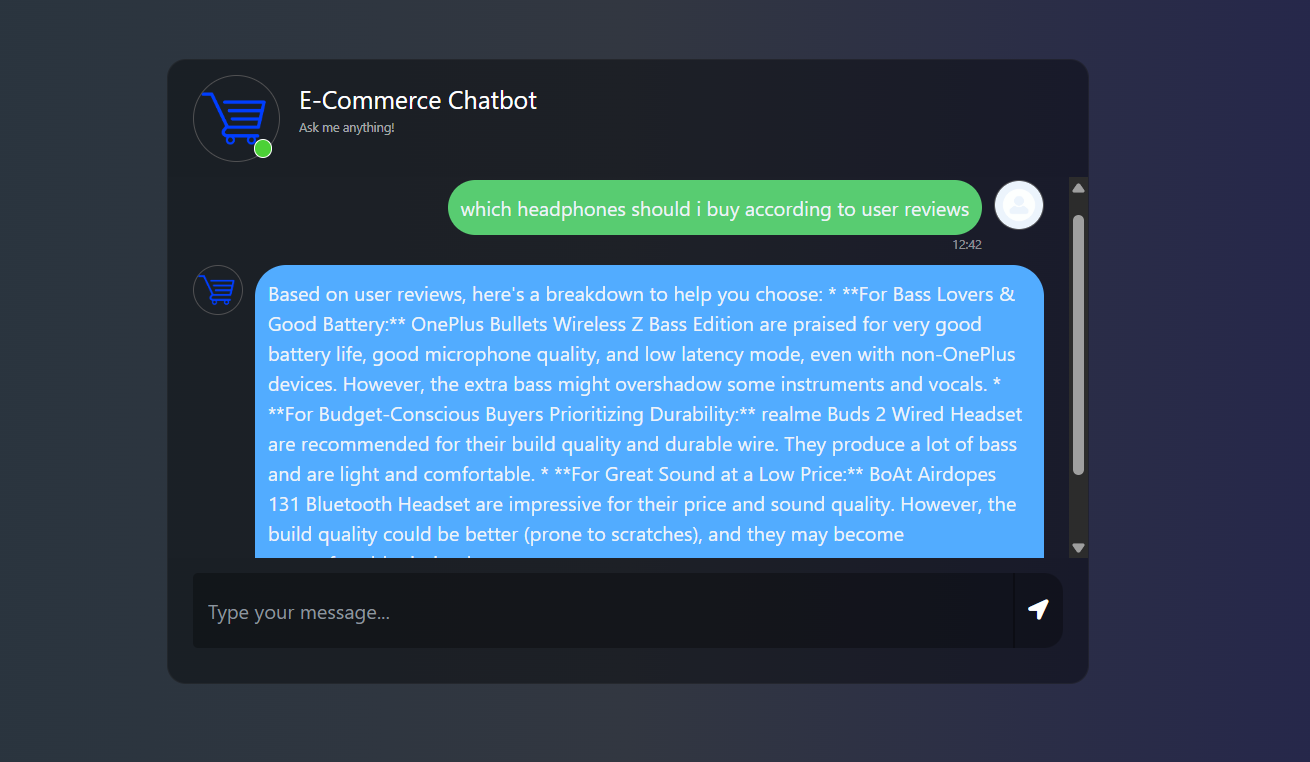 E-Commerce Chatbot
Ask me anything!
which headphones should i buy according to user reviews
12:42
Based on user reviews, here's a breakdown to help you choose: * **For Bass Lovers &
Good Battery:** OnePlus Bullets Wireless Z Bass Edition are praised for very good
battery life, good microphone quality, and low latency mode, even with non-OnePlus
devices. However, the extra bass might overshadow some instruments and vocals. *
**For Budget-Conscious Buyers Prioritizing Durability:** realme Buds 2 Wired Headset
are recommended for their build quality and durable wire. They produce a lot of bass
and are light and comfortable. * **For Great Sound at a Low Price:** BoAt Airdopes
131 Bluetooth Headset are impressive for their price and sound quality. However, the
build quality could be better (prone to scratches), and they may become
Type your message...